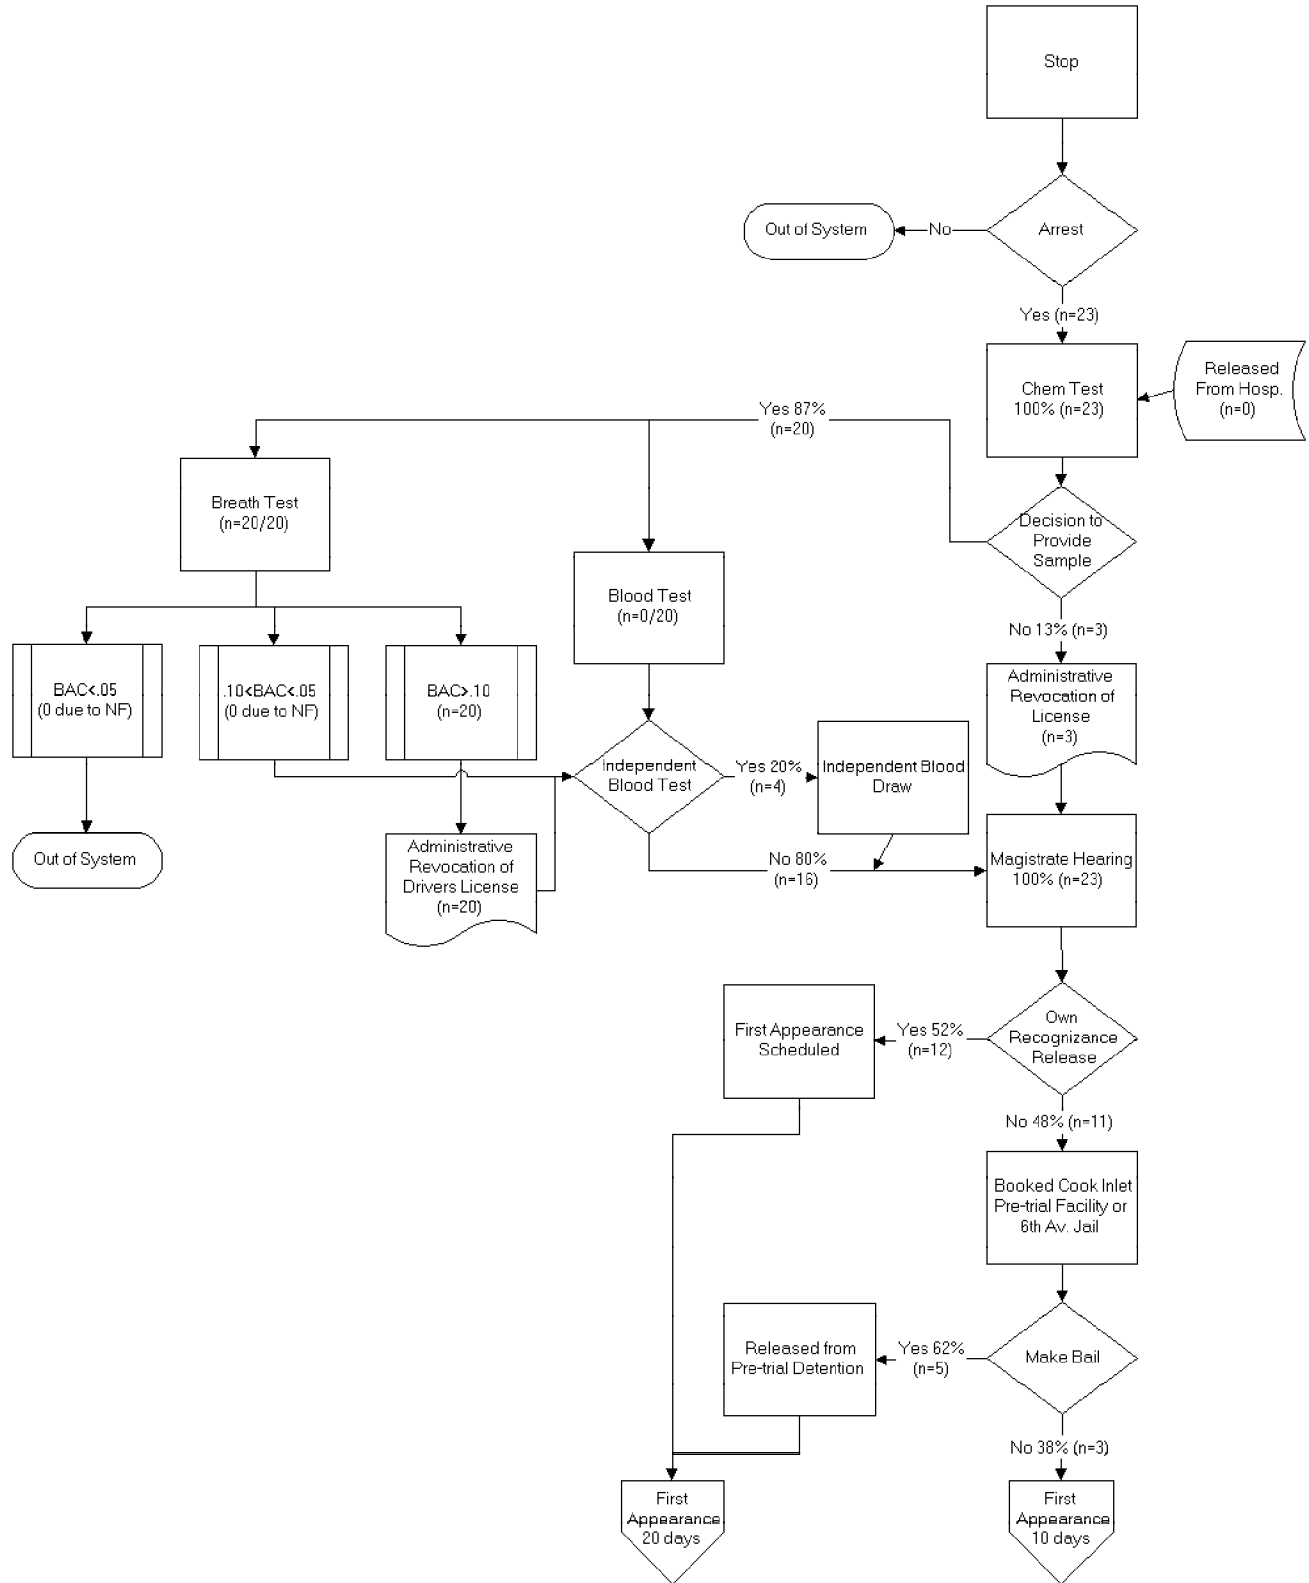 Stop
Arrest
No
Out of System
Yes (n=23)
Chem Test
100% (n=23)
Released
From Hosp.
(n=0)
Yes 87%
(n=20)
Decision to
Provide
Sample
Breath Test
(n=20/20)
Blood Test
(n=0/20)
No 13% (n=3)
BAC<.05
(0 due to NF)
.10<BAC<.05
(0 due to NF)
BAC>.10
(n=20)
Administrative
Revocation of
License
(n=3)
Independent
Blood Test
Yes 20%
(n=4)
Independent Blood
Draw
Out of System
Administrative
Revocation of
Drivers License
(n=20)
No 80%
(n=16)
Magistrate Hearing
100% (n=23)
Own
Recognizance
Release
Yes 52%
(n=12)
First Appearance
Scheduled
No 48% (n=11)
Booked Cook Inlet
Pre-trial Facility or
6th Av. Jail
Make Bail
Yes 62%
(n=5)
Released from
Pre-trial Detention
No 38% (n=3)
First
Appearance
20 days
First
Appearance
10 days